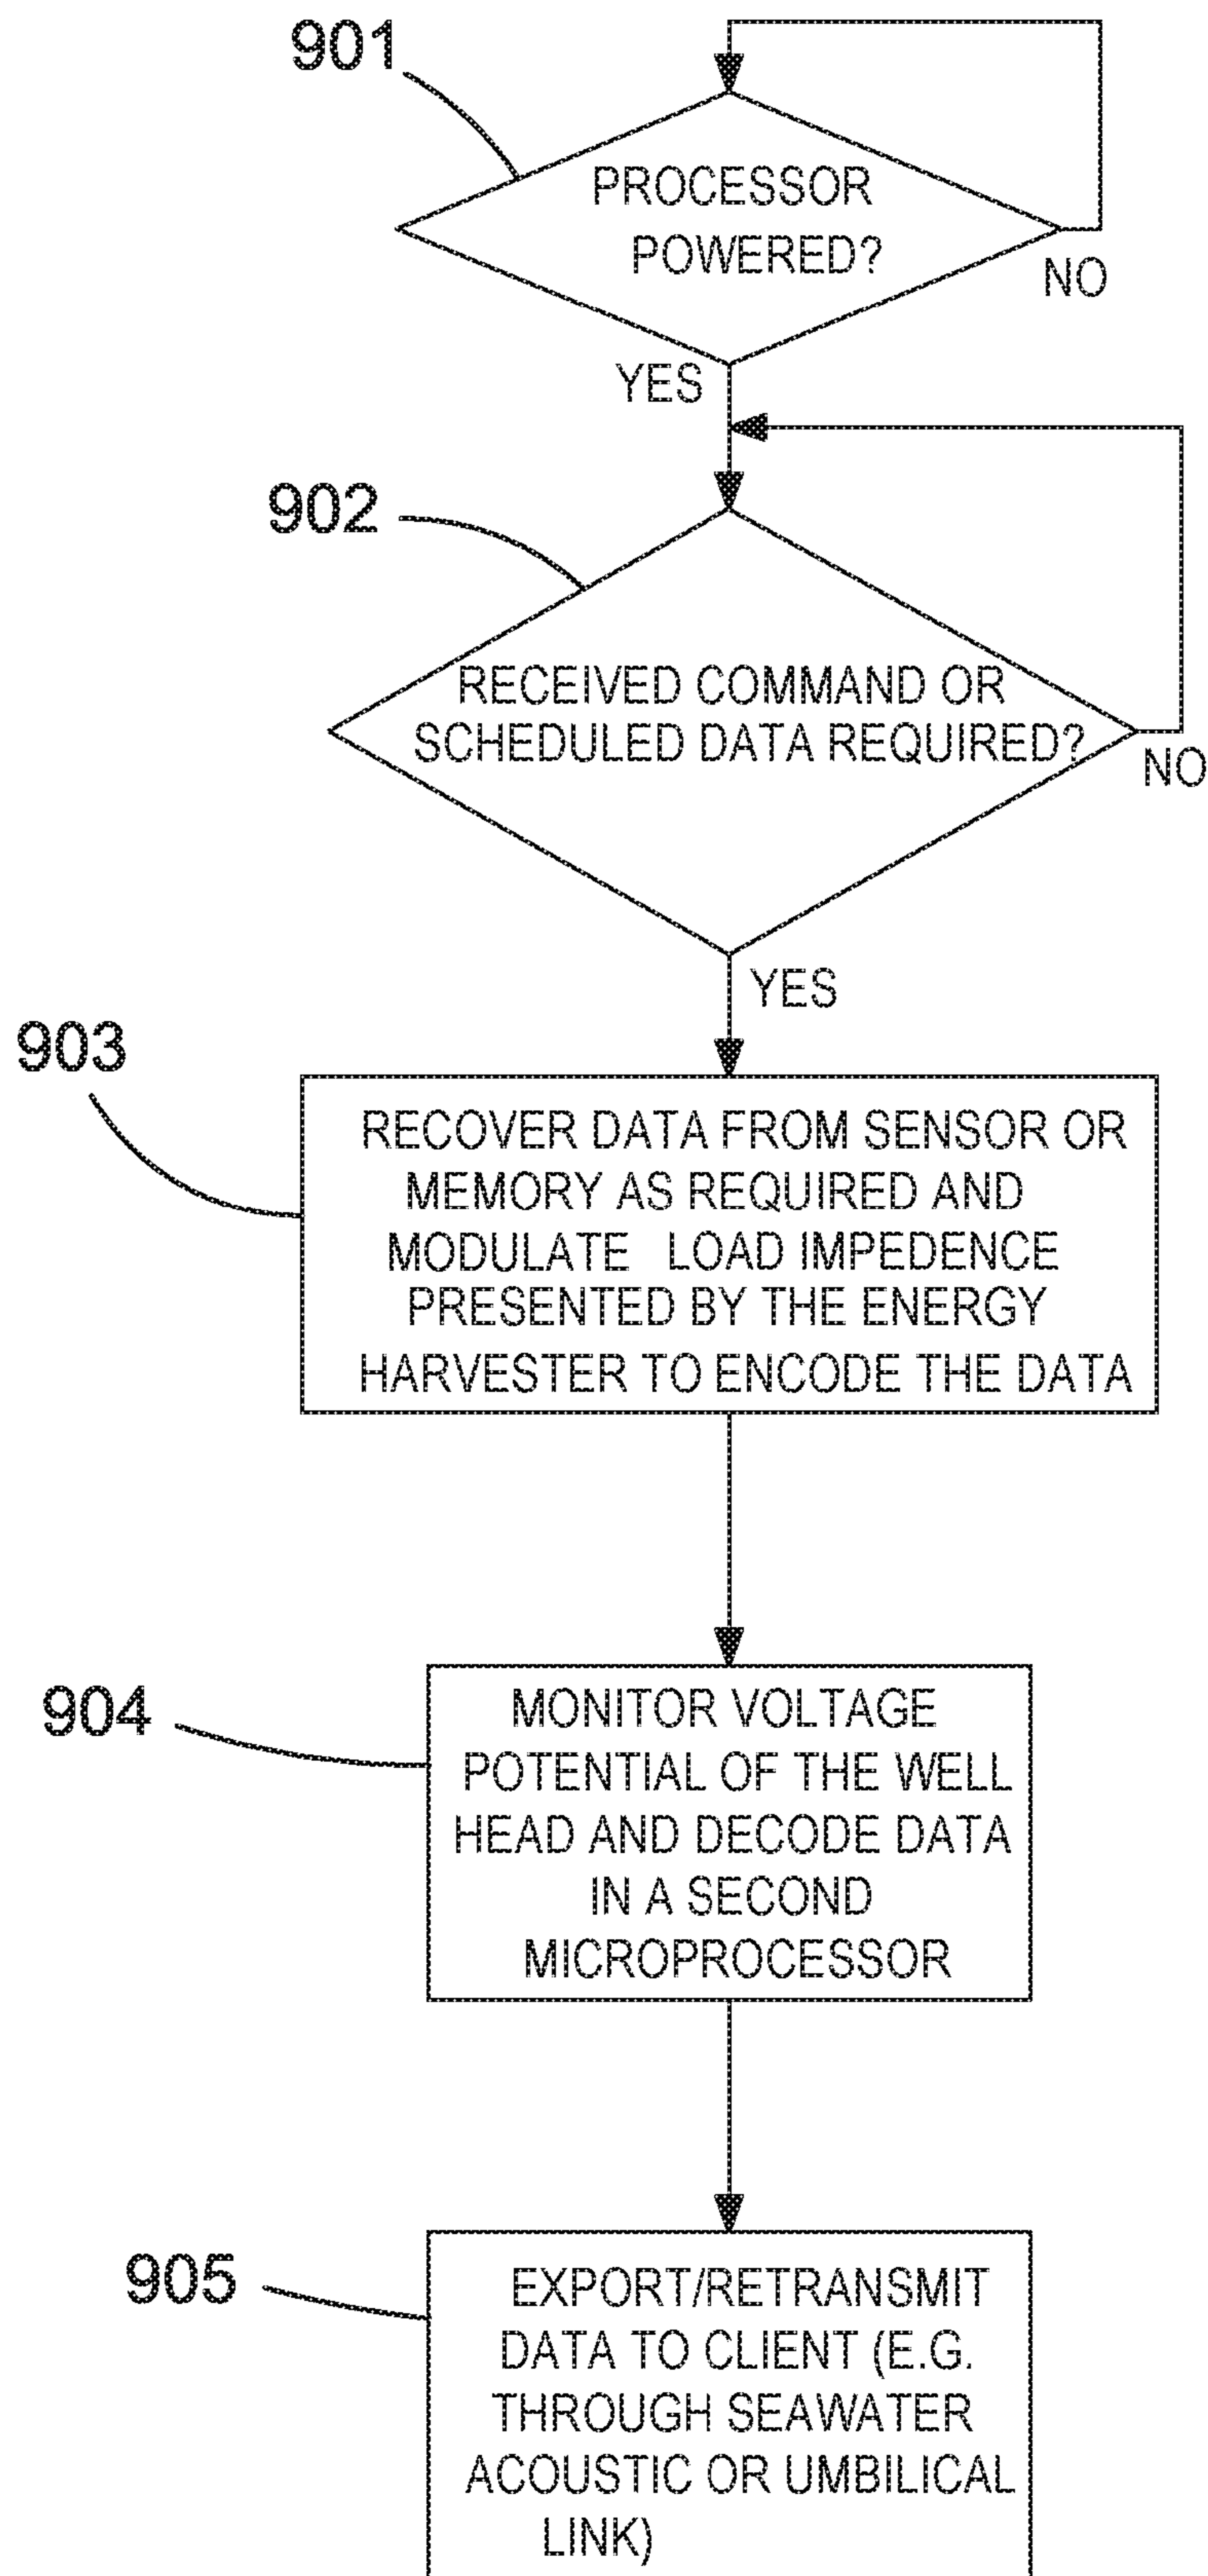 901
PROCESSOR
POWERED?
NO
YES
902
RECEIVED COMMAND OR
SCHEDULED DATA REQUIRED?
NO
YES
903
RECOVER DATA FROM SENSOR OR
MEMORY AS REQUIRED AND
MODULATE LOAD IMPEDENCE
PRESENTED BY THE ENERGY
HARVESTER TO ENCODE THE DATA
904
MONITOR VOLTAGE
POTENTIAL OF THE WELL
HEAD AND DECODE DATA
IN A SECOND
MICROPROCESSOR
905
EXPORT/RETRANSMIT
DATA TO CLIENT (E.G.
THROUGH SEAWATER
ACOUSTIC OR UMBILICAL
LINK)